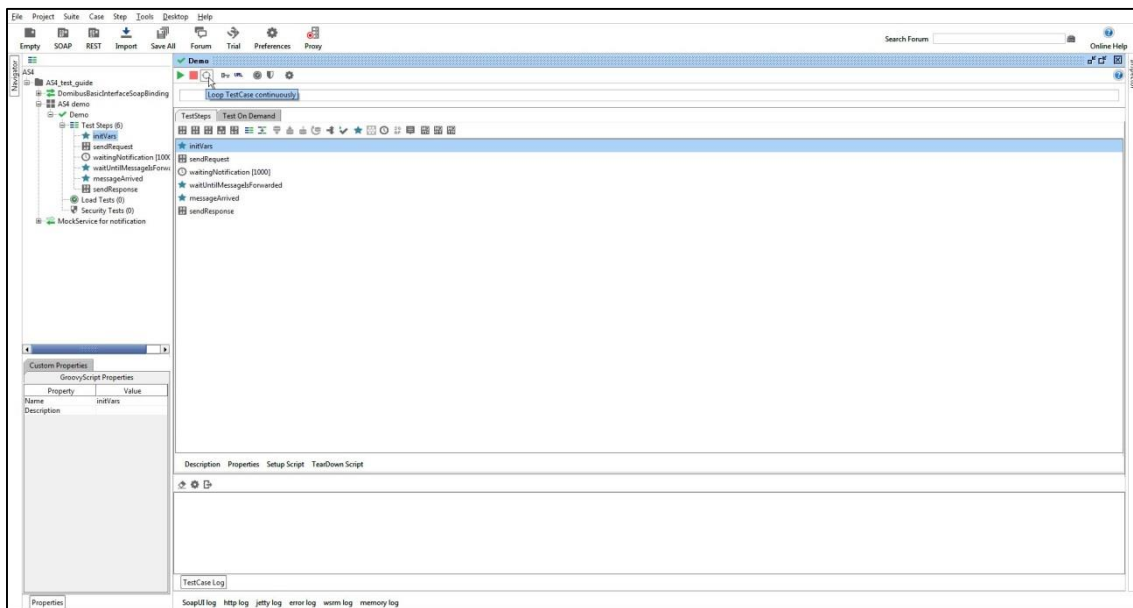 File Project Suite Case Step Tools Desktop Help
Empty SOAP REST Import Save All Forum Trial Preferences Proxy
Search Forum
Online Help
Navigator
AS4
AS4_test_guide
DomibusBasicInterfaceSoapBinding
AS4 demo
Demo
Test Steps (6)
initVars
sendRequest
waitingNotification [100
waitUntilMessageIsForw
messageArrived
sendResponse
Load Tests (0)
Security Tests (0)
MockService for notification
Custom Properties
GroovyScript Properties
Property Value
Name initVars
Description
Properties
Demo
Loop TestCase continuously
TestSteps Test On Demand
initVars
sendRequest
waitingNotification [1000]
waitUntilMessageIsForwarded
messageArrived
sendResponse
Description Properties Setup Script TearDown Script
TestCase Log
SoapUI log http log jetty log error log wsrm log memory log